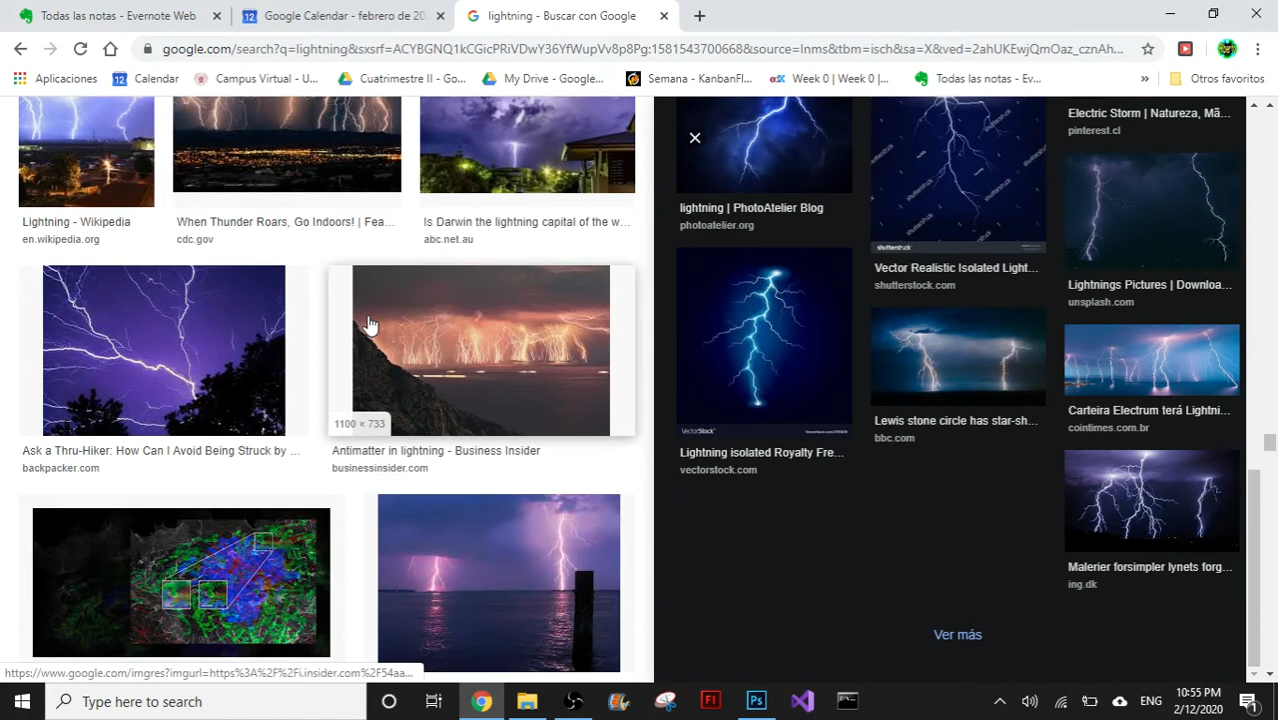 Todas las notas - Evernote Web
Google Calendar - febrero de 202
lightning - Buscar con Google
google.com/search?q=lightning&sxsrf=ACYBGNQ1kCGicPRiVDwY36YfWupVv8p8Pg:1581543700668&source=lnms&tbm=isch&sa=X&ved=2ahUKEwjQmOaz_cznAh...
Aplicaciones
12 Calendar
Campus Virtual - U...
Cuatrimestre II - Go...
My Drive - Google...
Semana - KanbanFl...
edX Week 0 | Week 0 |...
Todas las notas - Ev...
»
Otros favoritos
Lightning - Wikipedia
en.wikipedia.org
When Thunder Roars, Go Indoors! | Fea...
cdc.gov
Is Darwin the lightning capital of the w...
abc.net.au
Ask a Thru-Hiker: How Can I Avoid Being Struck by ...
backpacker.com
1100 × 733
Antimatter in lightning - Business Insider
businessinsider.com
lightning | PhotoAtelier Blog
photoatelier.org
shutterstock
Vector Realistic Isolated Light...
shutterstock.com
Electric Storm | Natureza, Mã...
pinterest.cl
Lightnings Pictures | Downloa...
unsplash.com
VectorStock
Lightning isolated Royalty Fre...
vectorstock.com
Lewis stone circle has star-sh...
bbc.com
Carteira Electrum terá Lightni...
cointimes.com.br
Malerier forsimpler lynets forg...
ing.dk
Ver más
https://www.google.com/imgres?imgurl=https%3A%2F%2Fi.insider.com%2F54aa...
Type here to search
Fl
Ps
10:55 PM
2/12/2020
1